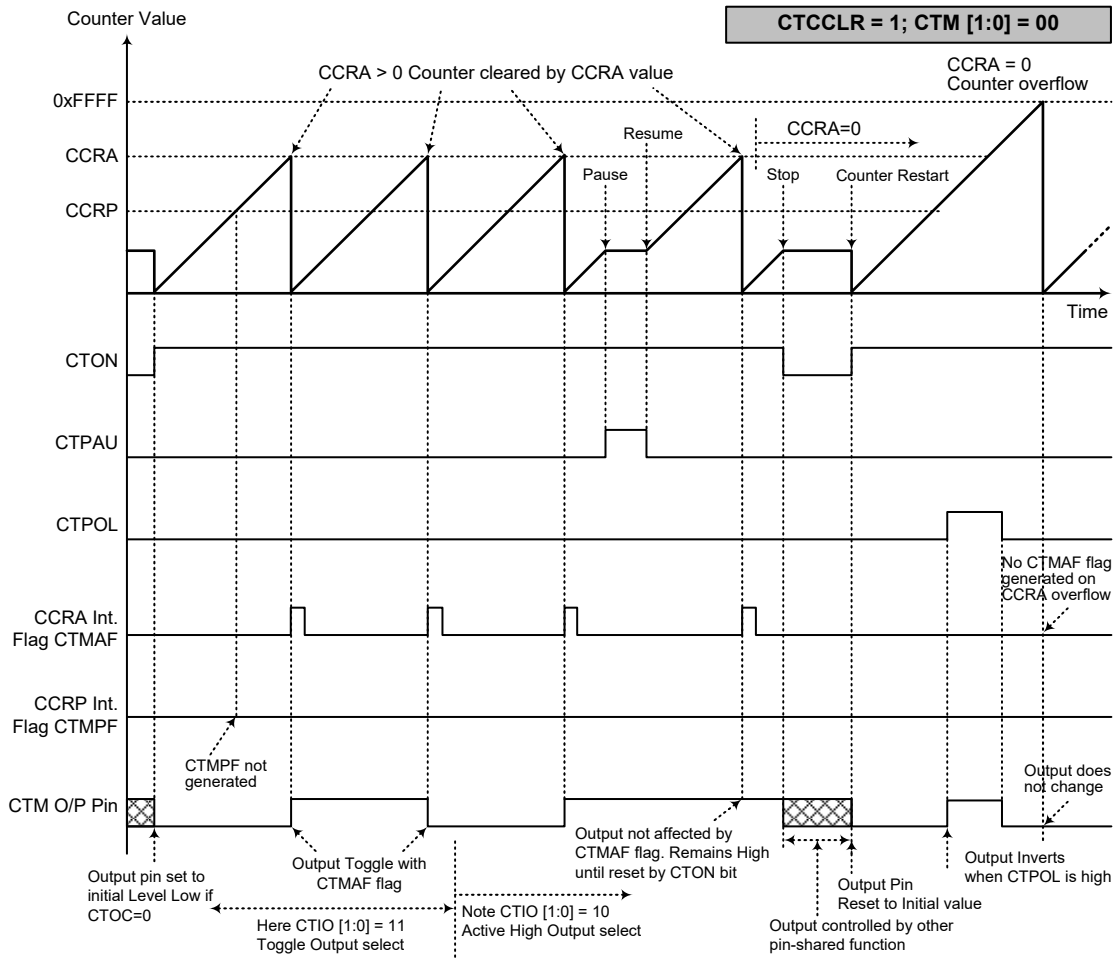 Counter Value
CTCCLR = 1; CTM [1:0] = 00
CCRA > 0 Counter cleared by CCRA value
CCRA = 0
Counter overflow
0xFFFF
CCRA
CCRP
Resume
CCRA=0
Pause
Stop
Counter Restart
Time
CTON
CTPAU
CTPOL
No CTMAF flag
generated on
CCRA overflow
CCRA Int.
Flag CTMAF
CCRP Int.
Flag CTMPF
CTMPF not
generated
CTM O/P Pin
Output does
not change
Output pin set to
initial Level Low if
CTOC=0
Output Toggle with
CTMAF flag
Output not affected by
CTMAF flag. Remains High
until reset by CTON bit
Output Inverts
when CTPOL is high
Output Pin
Reset to Initial value
Here CTIO [1:0] = 11
Toggle Output select
Note CTIO [1:0] = 10
Active High Output select
Output controlled by other
pin-shared function